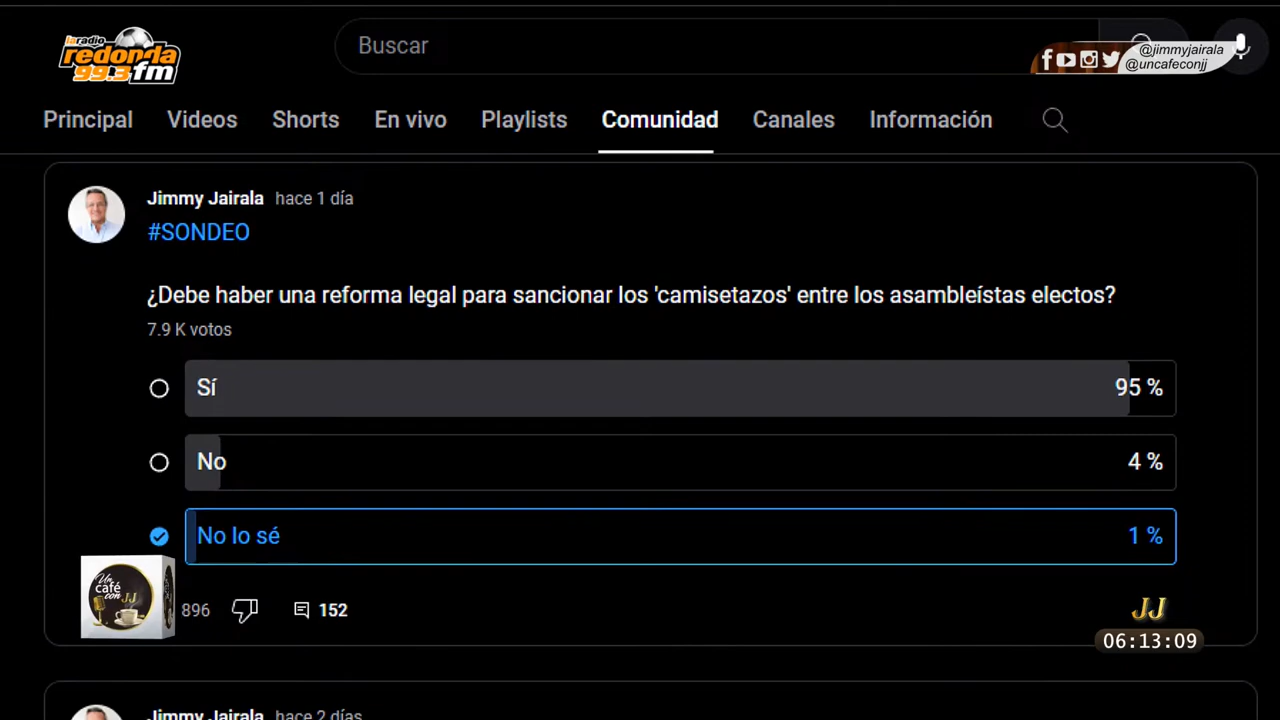 la radio
redonda
99.3 fm
Buscar
@jimmyjairala
@uncafeconjj
Principal Videos Shorts En vivo Playlists Comunidad Canales Información
Jimmy Jairala hace 1 día
#SONDEO
¿Debe haber una reforma legal para sancionar los 'camisetazos' entre los asambleístas electos?
7.9 K votos
Sí 95 %
No 4 %
No lo sé 1 %
Un
café
con JJ
896 152
JJ
06:13:09
Jimmy Jairala hace 2 días